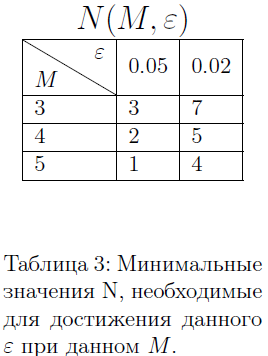 N(M, ε)
ε
M
0.05 0.02
3 3 7
4 2 5
5 1 4
Таблица 3: Минимальные
значения N, необходимые
для достижения данного
ε при данном M.